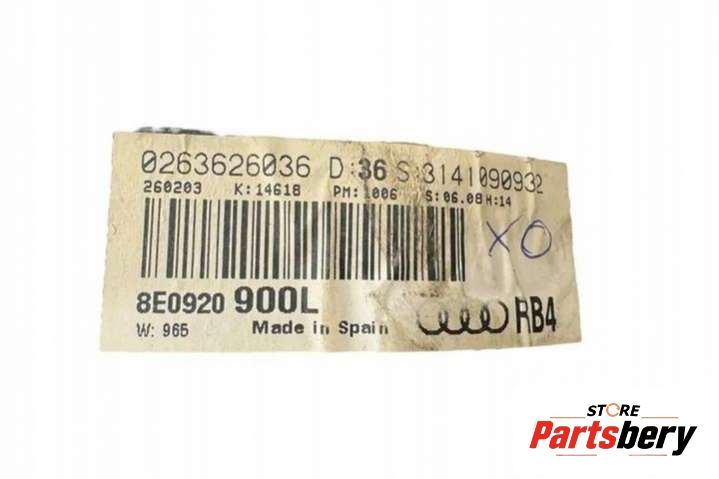 0263626036 D:36 S:3141090932
260203 K:14618 PM:1006 S:06.08 H:14
XO
8E0920 900L RB4
W: 965 Made in Spain
STORE
Partsbery